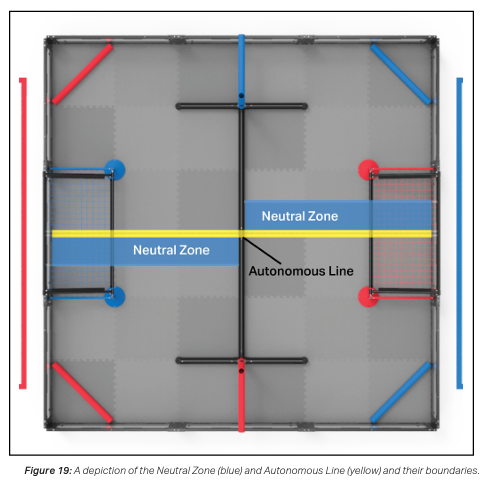 Neutral Zone
Neutral Zone
Autonomous Line
Figure 19: A depiction of the Neutral Zone (blue) and Autonomous Line (yellow) and their boundaries.